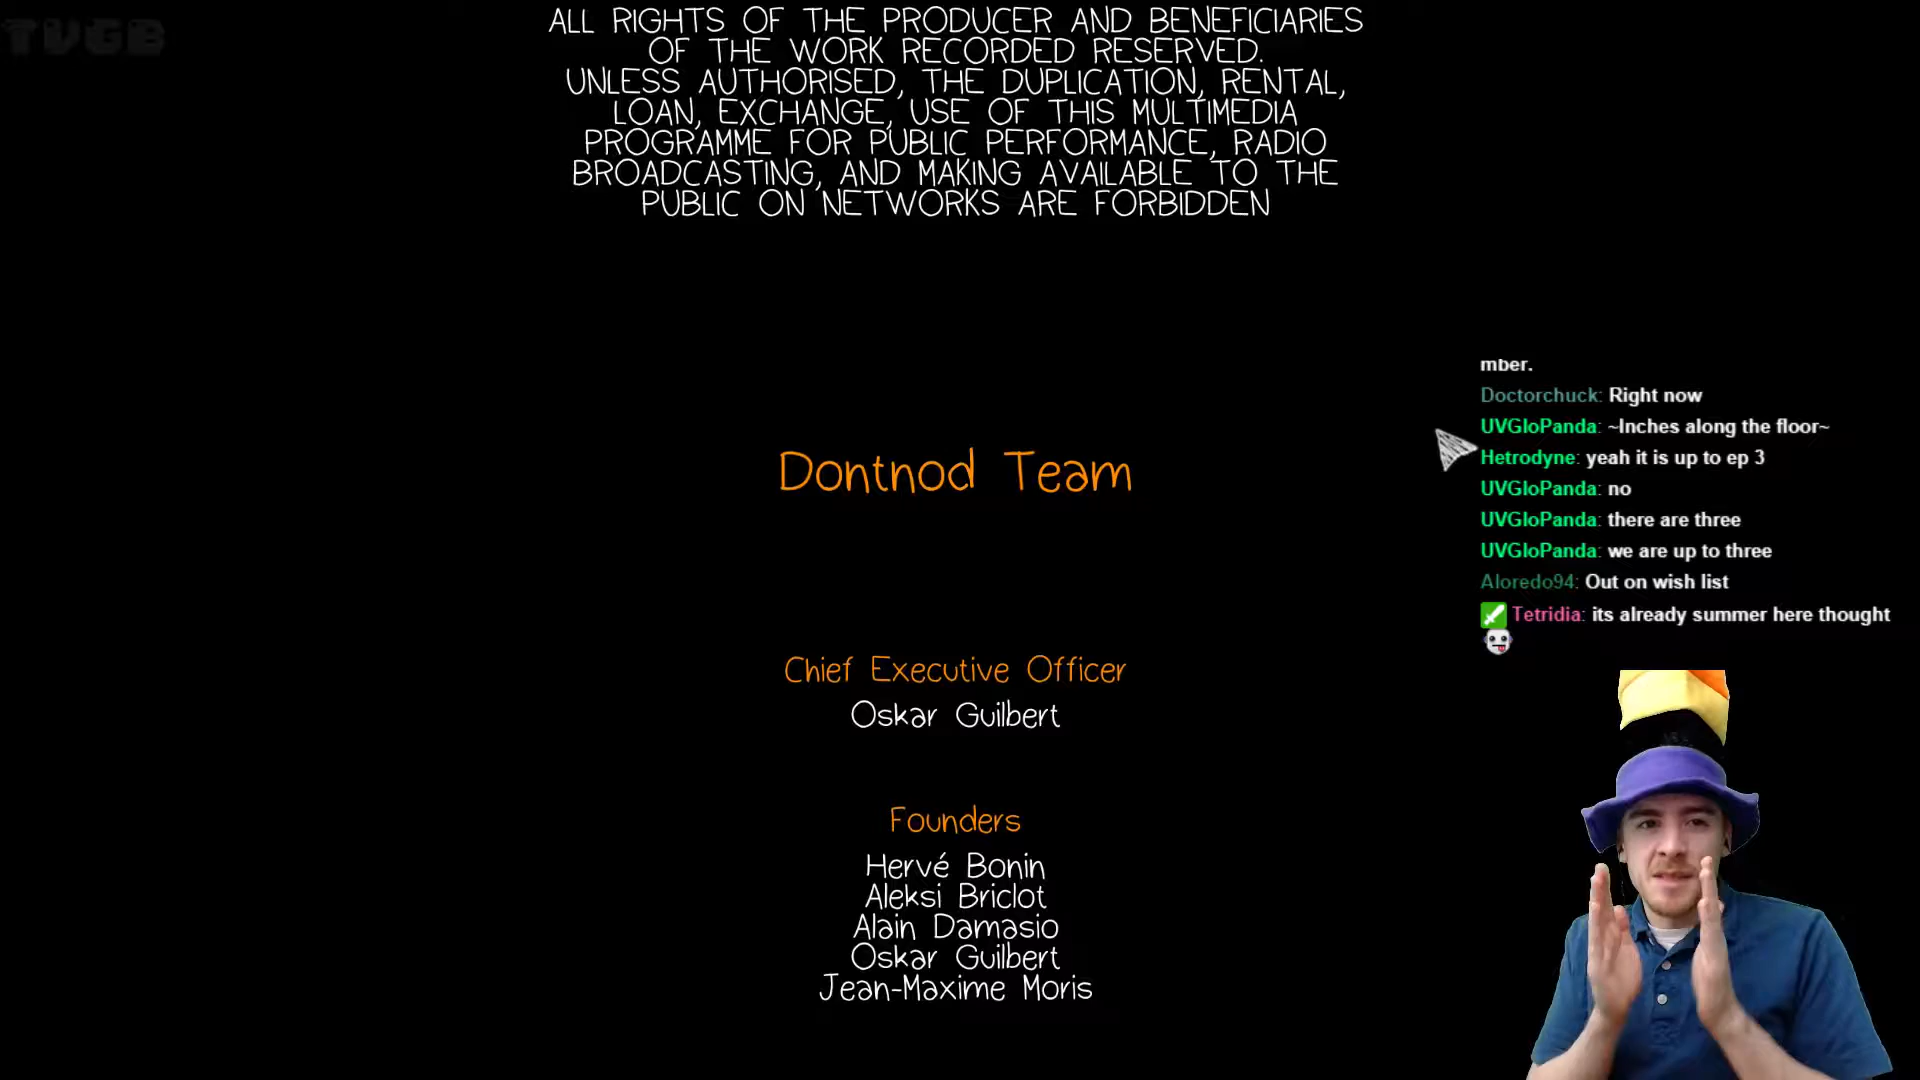 TVGB
ALL RIGHTS OF THE PRODUCER AND BENEFICIARIES
OF THE WORK RECORDED RESERVED.
UNLESS AUTHORISED, THE DUPLICATION, RENTAL,
LOAN, EXCHANGE, USE OF THIS MULTIMEDIA
PROGRAMME FOR PUBLIC PERFORMANCE, RADIO
BROADCASTING, AND MAKING AVAILABLE TO THE
PUBLIC ON NETWORKS ARE FORBIDDEN
Dontnod Team
Chief Executive Officer
Oskar Guilbert
Founders
Hervé Bonin
Aleksi Briclot
Alain Damasio
Oskar Guilbert
Jean-Maxime Moris
mber.
Doctorchuck: Right now
UVGloPanda: ~Inches along the floor~
Hetrodyne: yeah it is up to ep 3
UVGloPanda: no
UVGloPanda: there are three
UVGloPanda: we are up to three
Aloredo94: Out on wish list
Tetridia: its already summer here thought